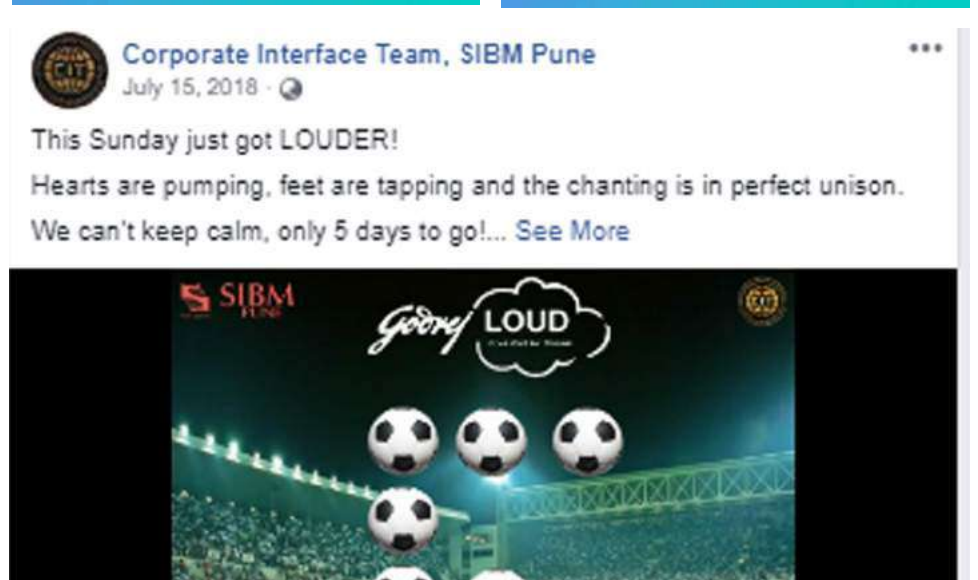 CIT
Corporate Interface Team, SIBM Pune
July 15, 2018
This Sunday just got LOUDER!
Hearts are pumping, feet are tapping and the chanting is in perfect unison.
We can't keep calm, only 5 days to go!... See More
SIBM
PUNE
Godrej LOUD